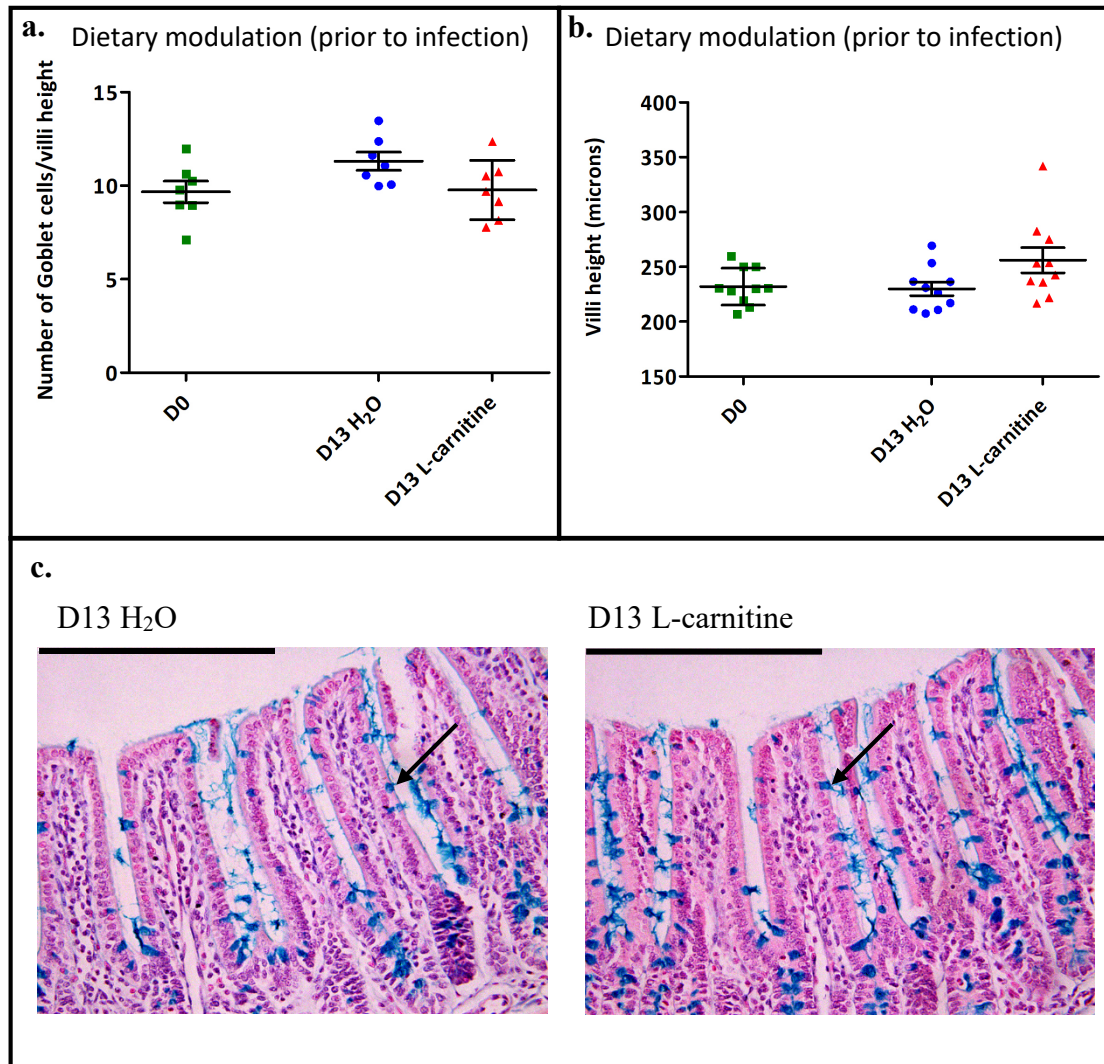 a.
Dietary modulation (prior to infection)
Number of Goblet cells/villi height
15
10
5
0
D0
D13 H₂O
D13 L-carnitine
b.
Dietary modulation (prior to infection)
Villi height (microns)
400
350
300
250
200
150
D0
D13 H₂O
D13 L-carnitine
c.
D13 H₂O
D13 L-carnitine